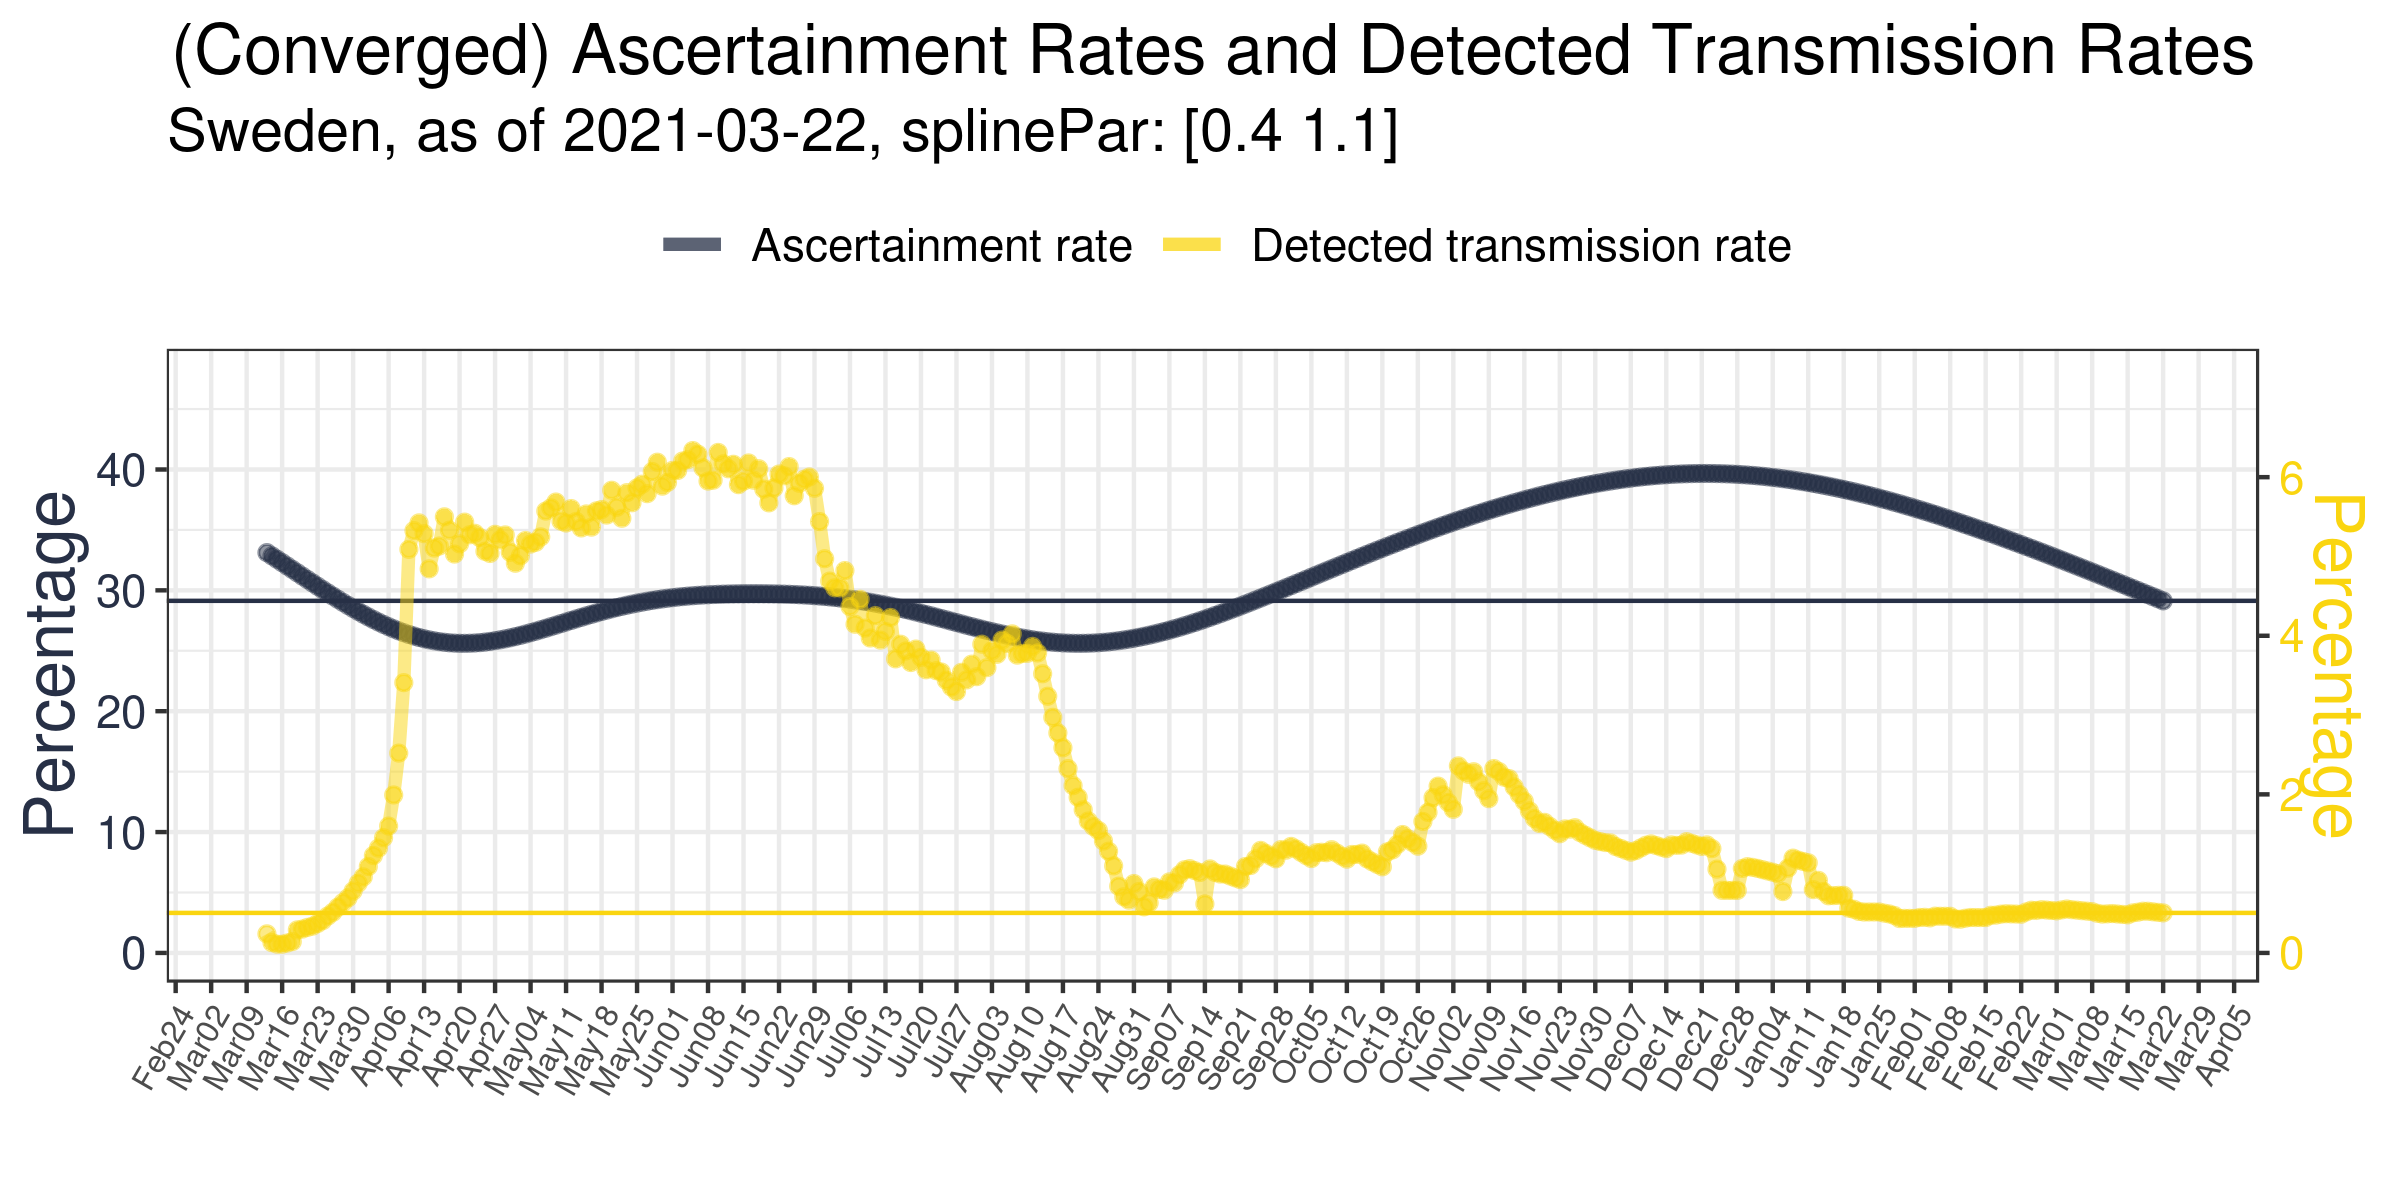 (Converged) Ascertainment Rates and Detected Transmission Rates
Sweden, as of 2021-03-22, splinePar: [0.4 1.1]
Ascertainment rate Detected transmission rate
Percentage
40
30
20
10
0
6
4
2
0
Percentage
Feb24 Mar02 Mar09 Mar16 Mar23 Mar30 Apr06 Apr13 Apr20 Apr27 May04 May11 May18 May25 Jun01 Jun08 Jun15 Jun22 Jun29 Jul06 Jul13 Jul20 Jul27 Aug03 Aug10 Aug17 Aug24 Aug31 Sep07 Sep14 Sep21 Sep28 Oct05 Oct12 Oct19 Oct26 Nov02 Nov09 Nov16 Nov23 Nov30 Dec07 Dec14 Dec21 Dec28 Jan04 Jan11 Jan18 Jan25 Feb01 Feb08 Feb15 Feb22 Mar01 Mar08 Mar15 Mar22 Mar29 Apr05